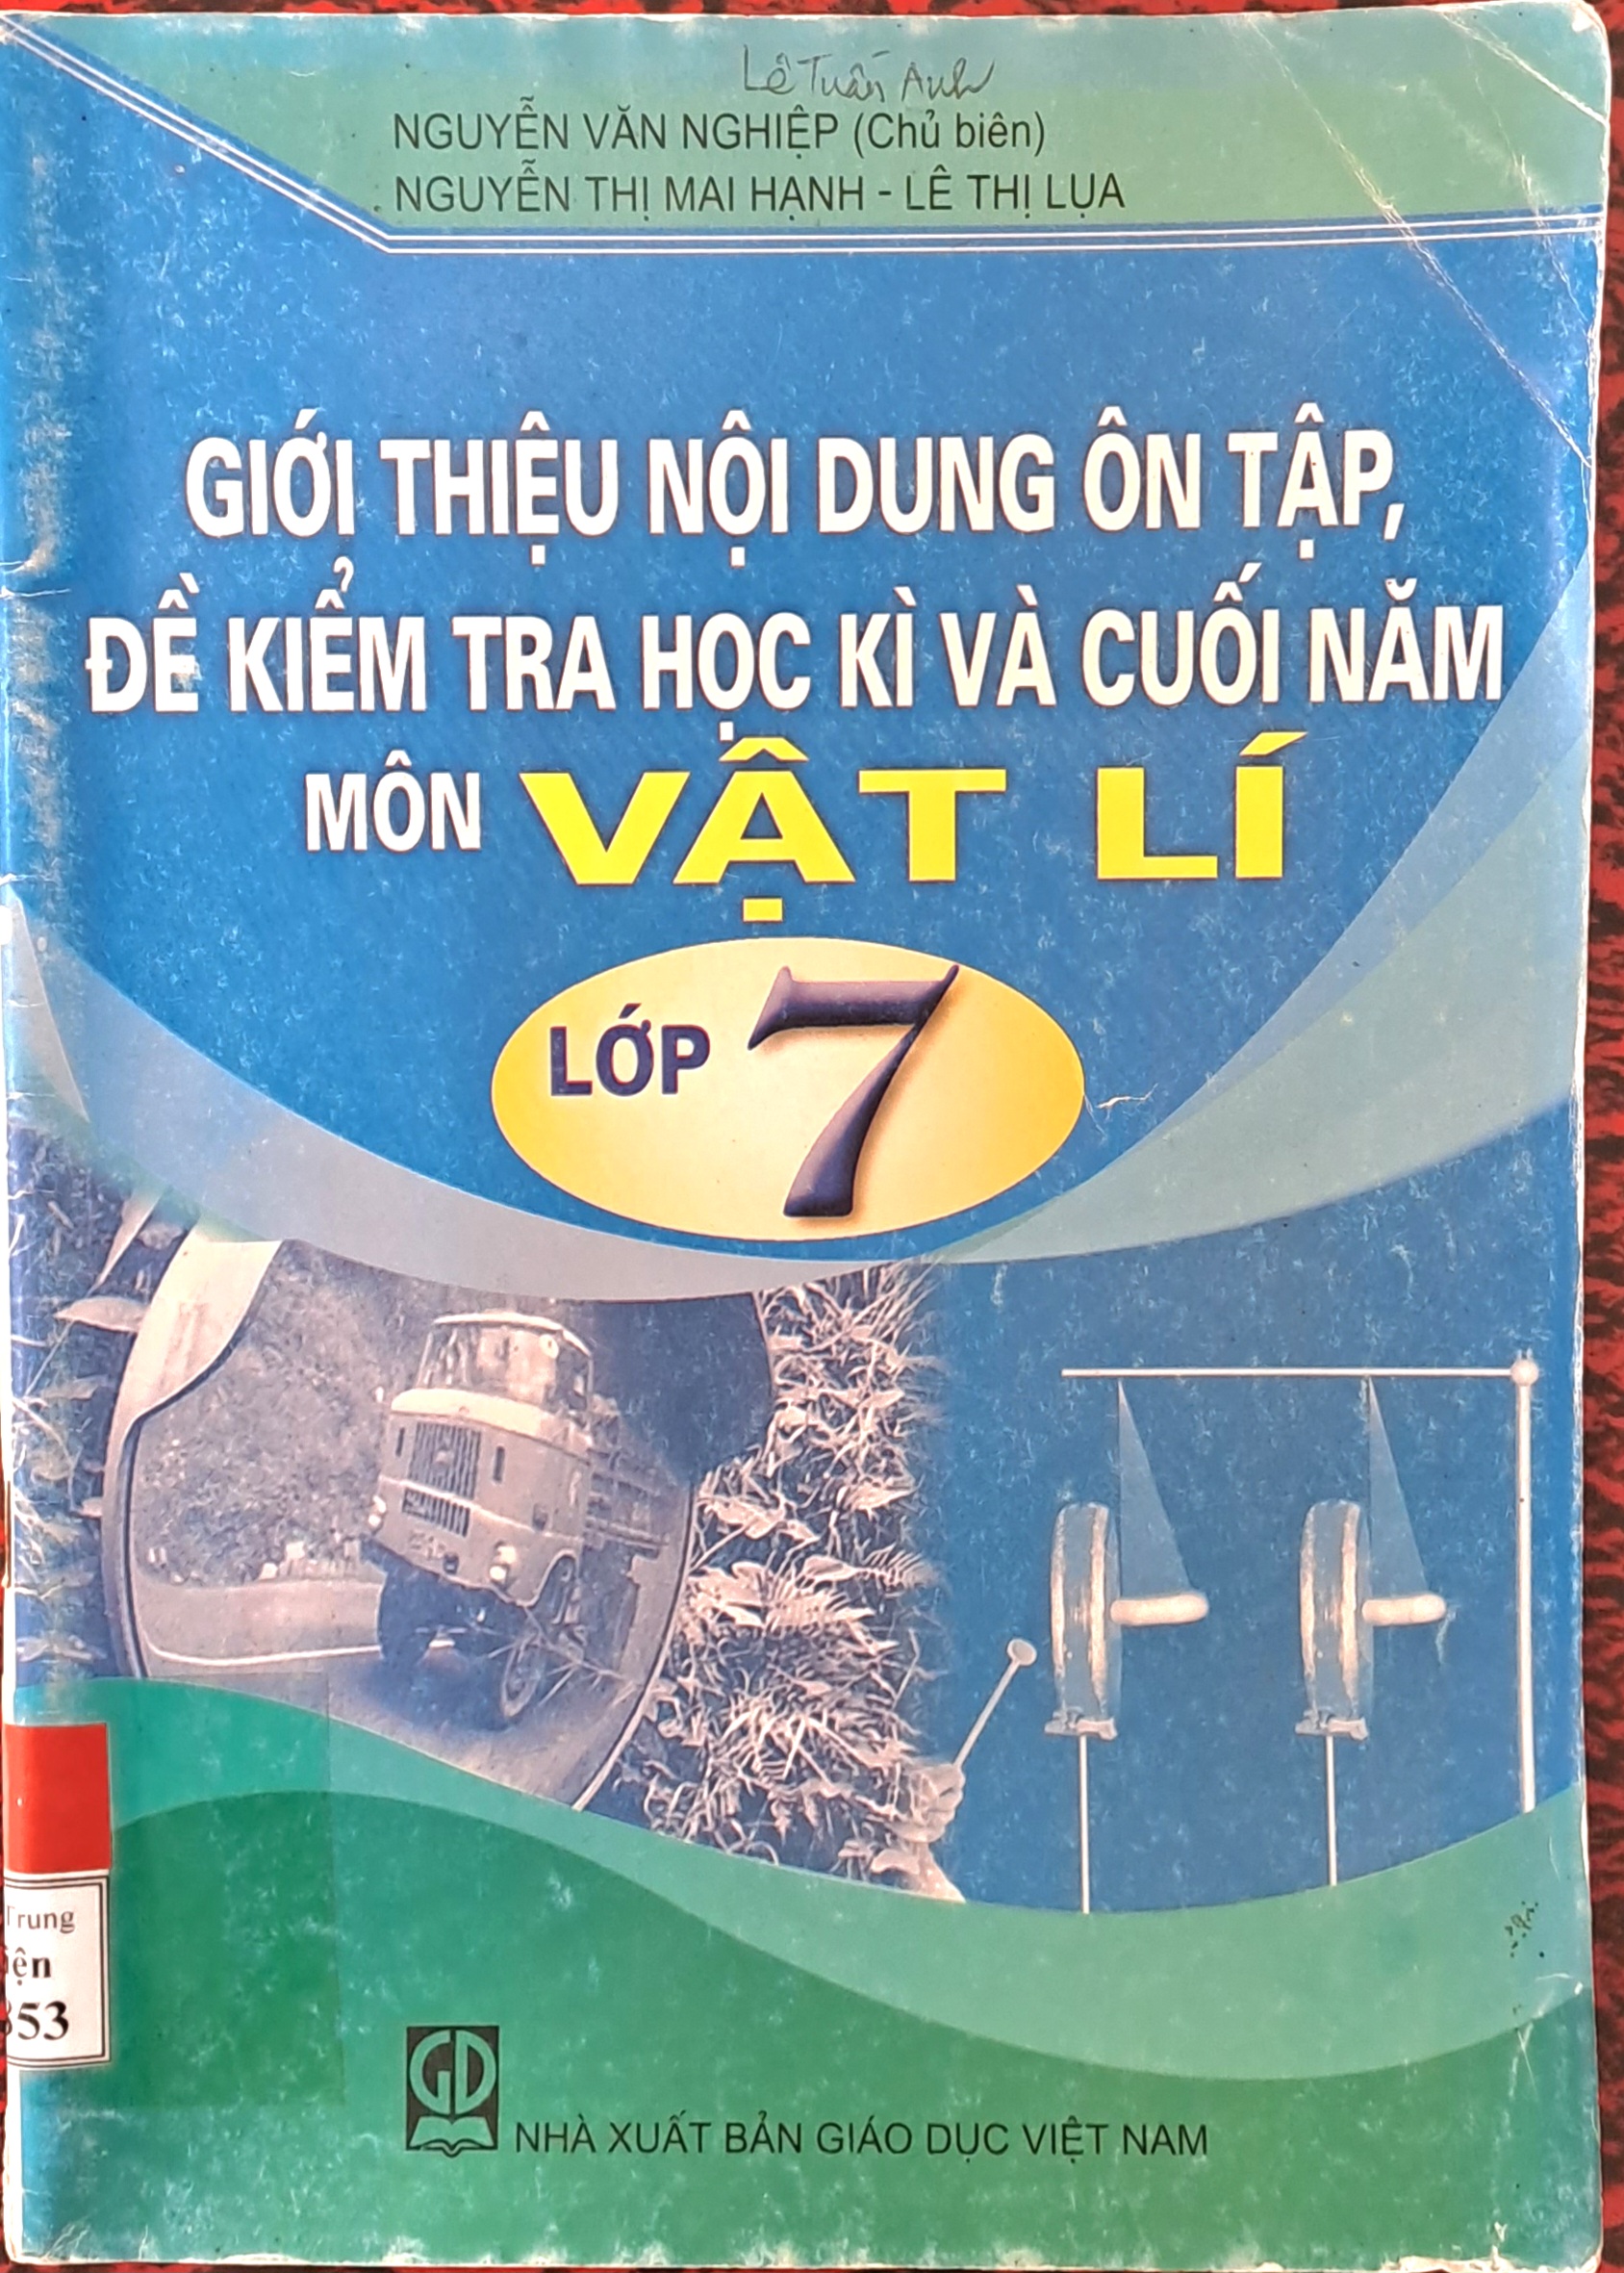 Lê Tuấn Anh
NGUYỄN VĂN NGHIỆP (Chủ biên)
NGUYỄN THỊ MAI HẠNH - LÊ THỊ LỤA
GIỚI THIỆU NỘI DUNG ÔN TẬP,
ĐỀ KIỂM TRA HỌC KÌ VÀ CUỐI NĂM
MÔN VẬT LÍ
LỚP 7
Trung
iện
353
GD
NHÀ XUẤT BẢN GIÁO DỤC VIỆT NAM